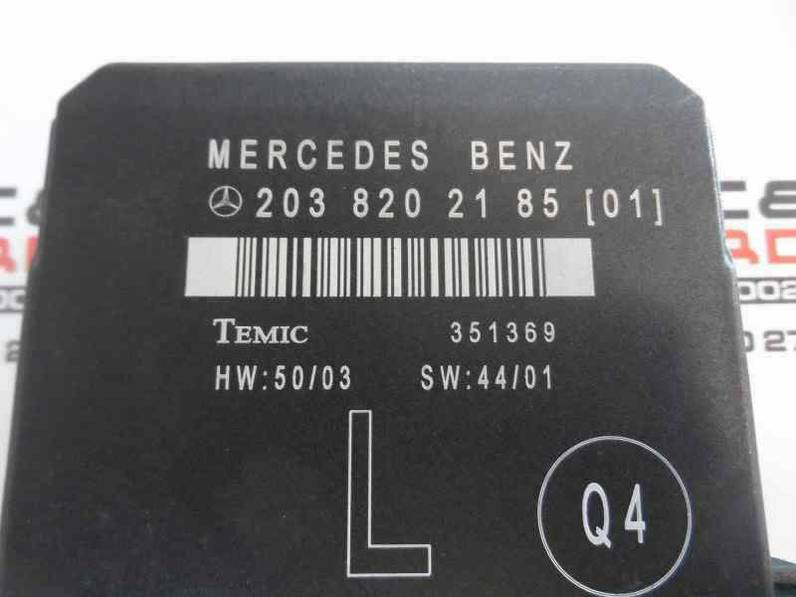 MERCEDES BENZ
203 820 21 85 [01]
TEMIC 351369
HW:50/03 SW:44/01
L
Q4